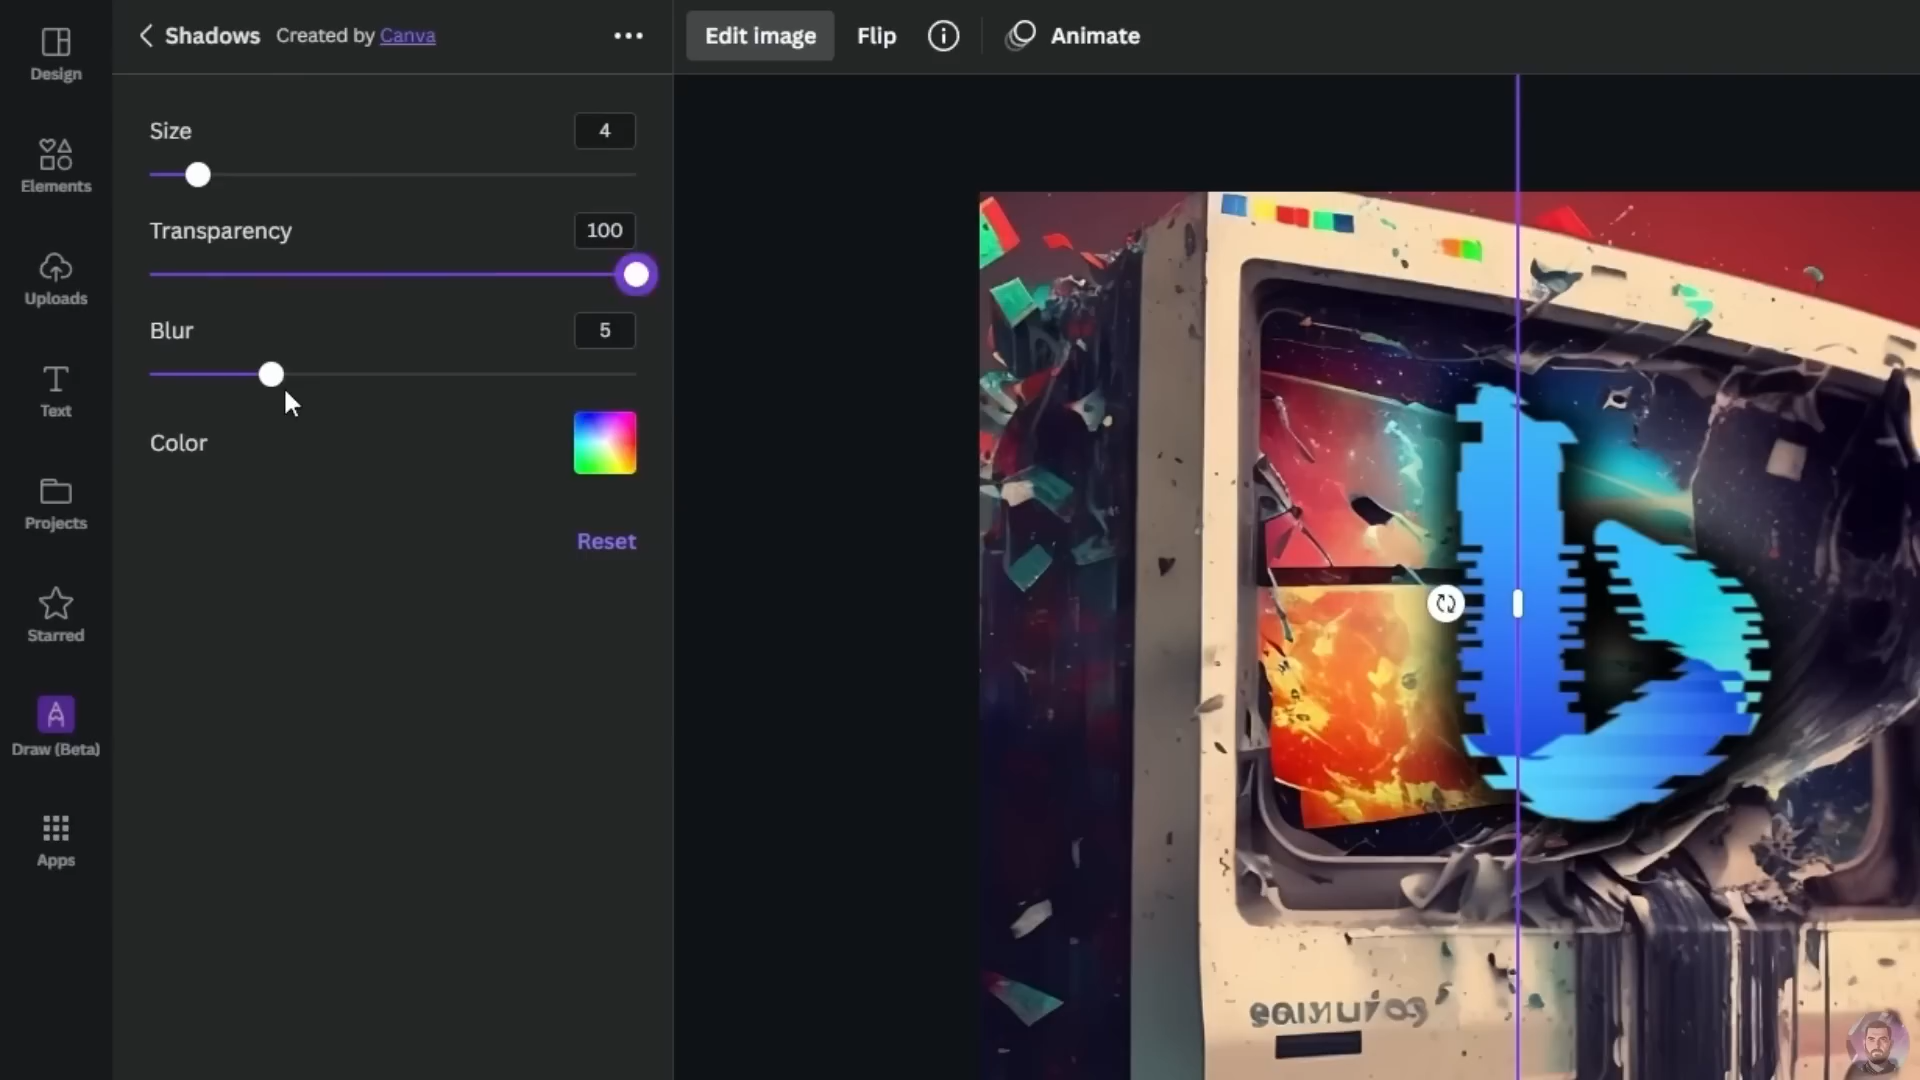 Design
Elements
Uploads
Text
Projects
Starred
Draw (Beta)
Apps
Shadows Created by Canva
Size 4
Transparency 100
Blur 5
Color
Reset
Edit image Flip Animate